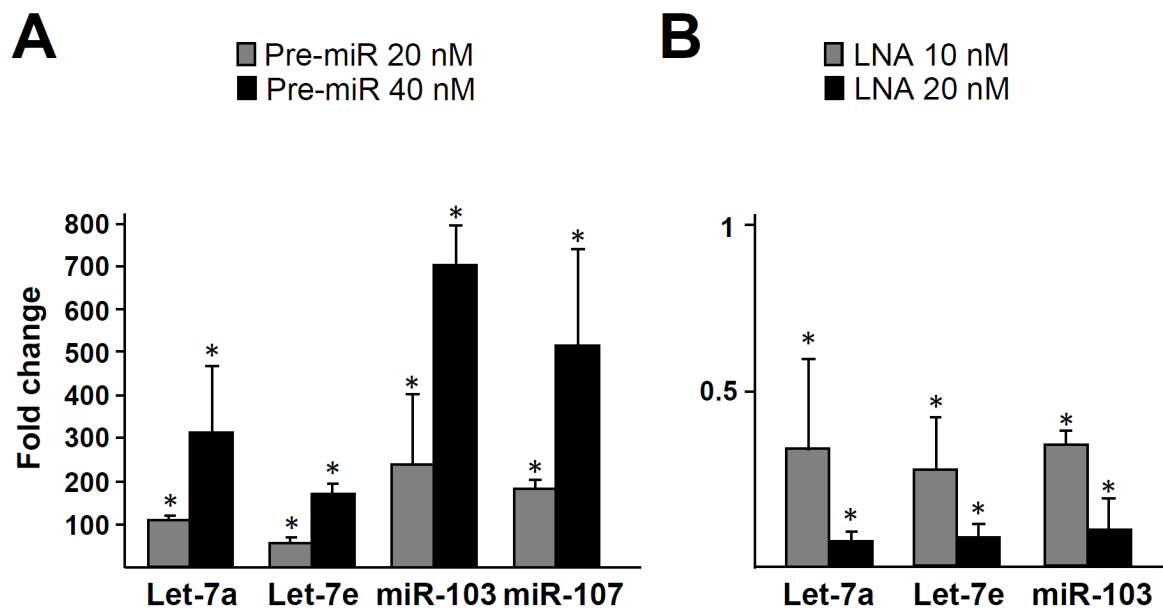 A
Pre-miR 20 nM
Pre-miR 40 nM
Fold change
800
700
600
500
400
300
200
100
* * * * * * * *
Let-7a Let-7e miR-103 miR-107
B
LNA 10 nM
LNA 20 nM
1
0.5
* * * * * *
Let-7a Let-7e miR-103